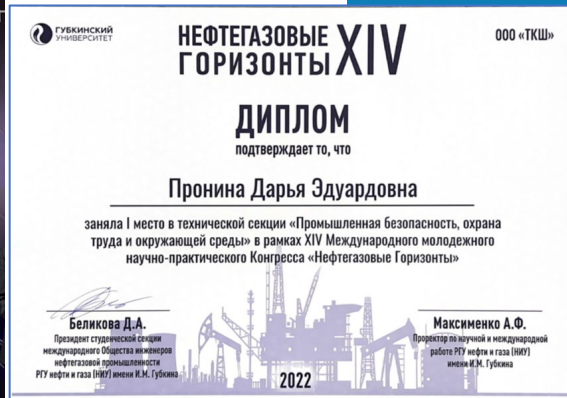 ГУБКИНСКИЙ
УНИВЕРСИТЕТ
НЕФТЕГАЗОВЫЕ
ГОРИЗОНТЫ XIV
ООО «ТКШ»
ДИПЛОМ
подтверждает то, что
Пронина Дарья Эдуардовна
заняла I место в технической секции «Промышленная безопасность, охрана
труда и окружающей среды» в рамках XIV Международного молодежного
научно-практического Конгресса «Нефтегазовые Горизонты»
Беликова Д.А.
Президент студенческой секции
международного Общества инженеров
нефтегазовой промышленности
РГУ нефти и газа (НИУ) имени И.М. Губкина
Максименко А.Ф.
Проректор по научной и международной
работе РГУ нефти и газа (НИУ)
имени И.М. Губкина
2022